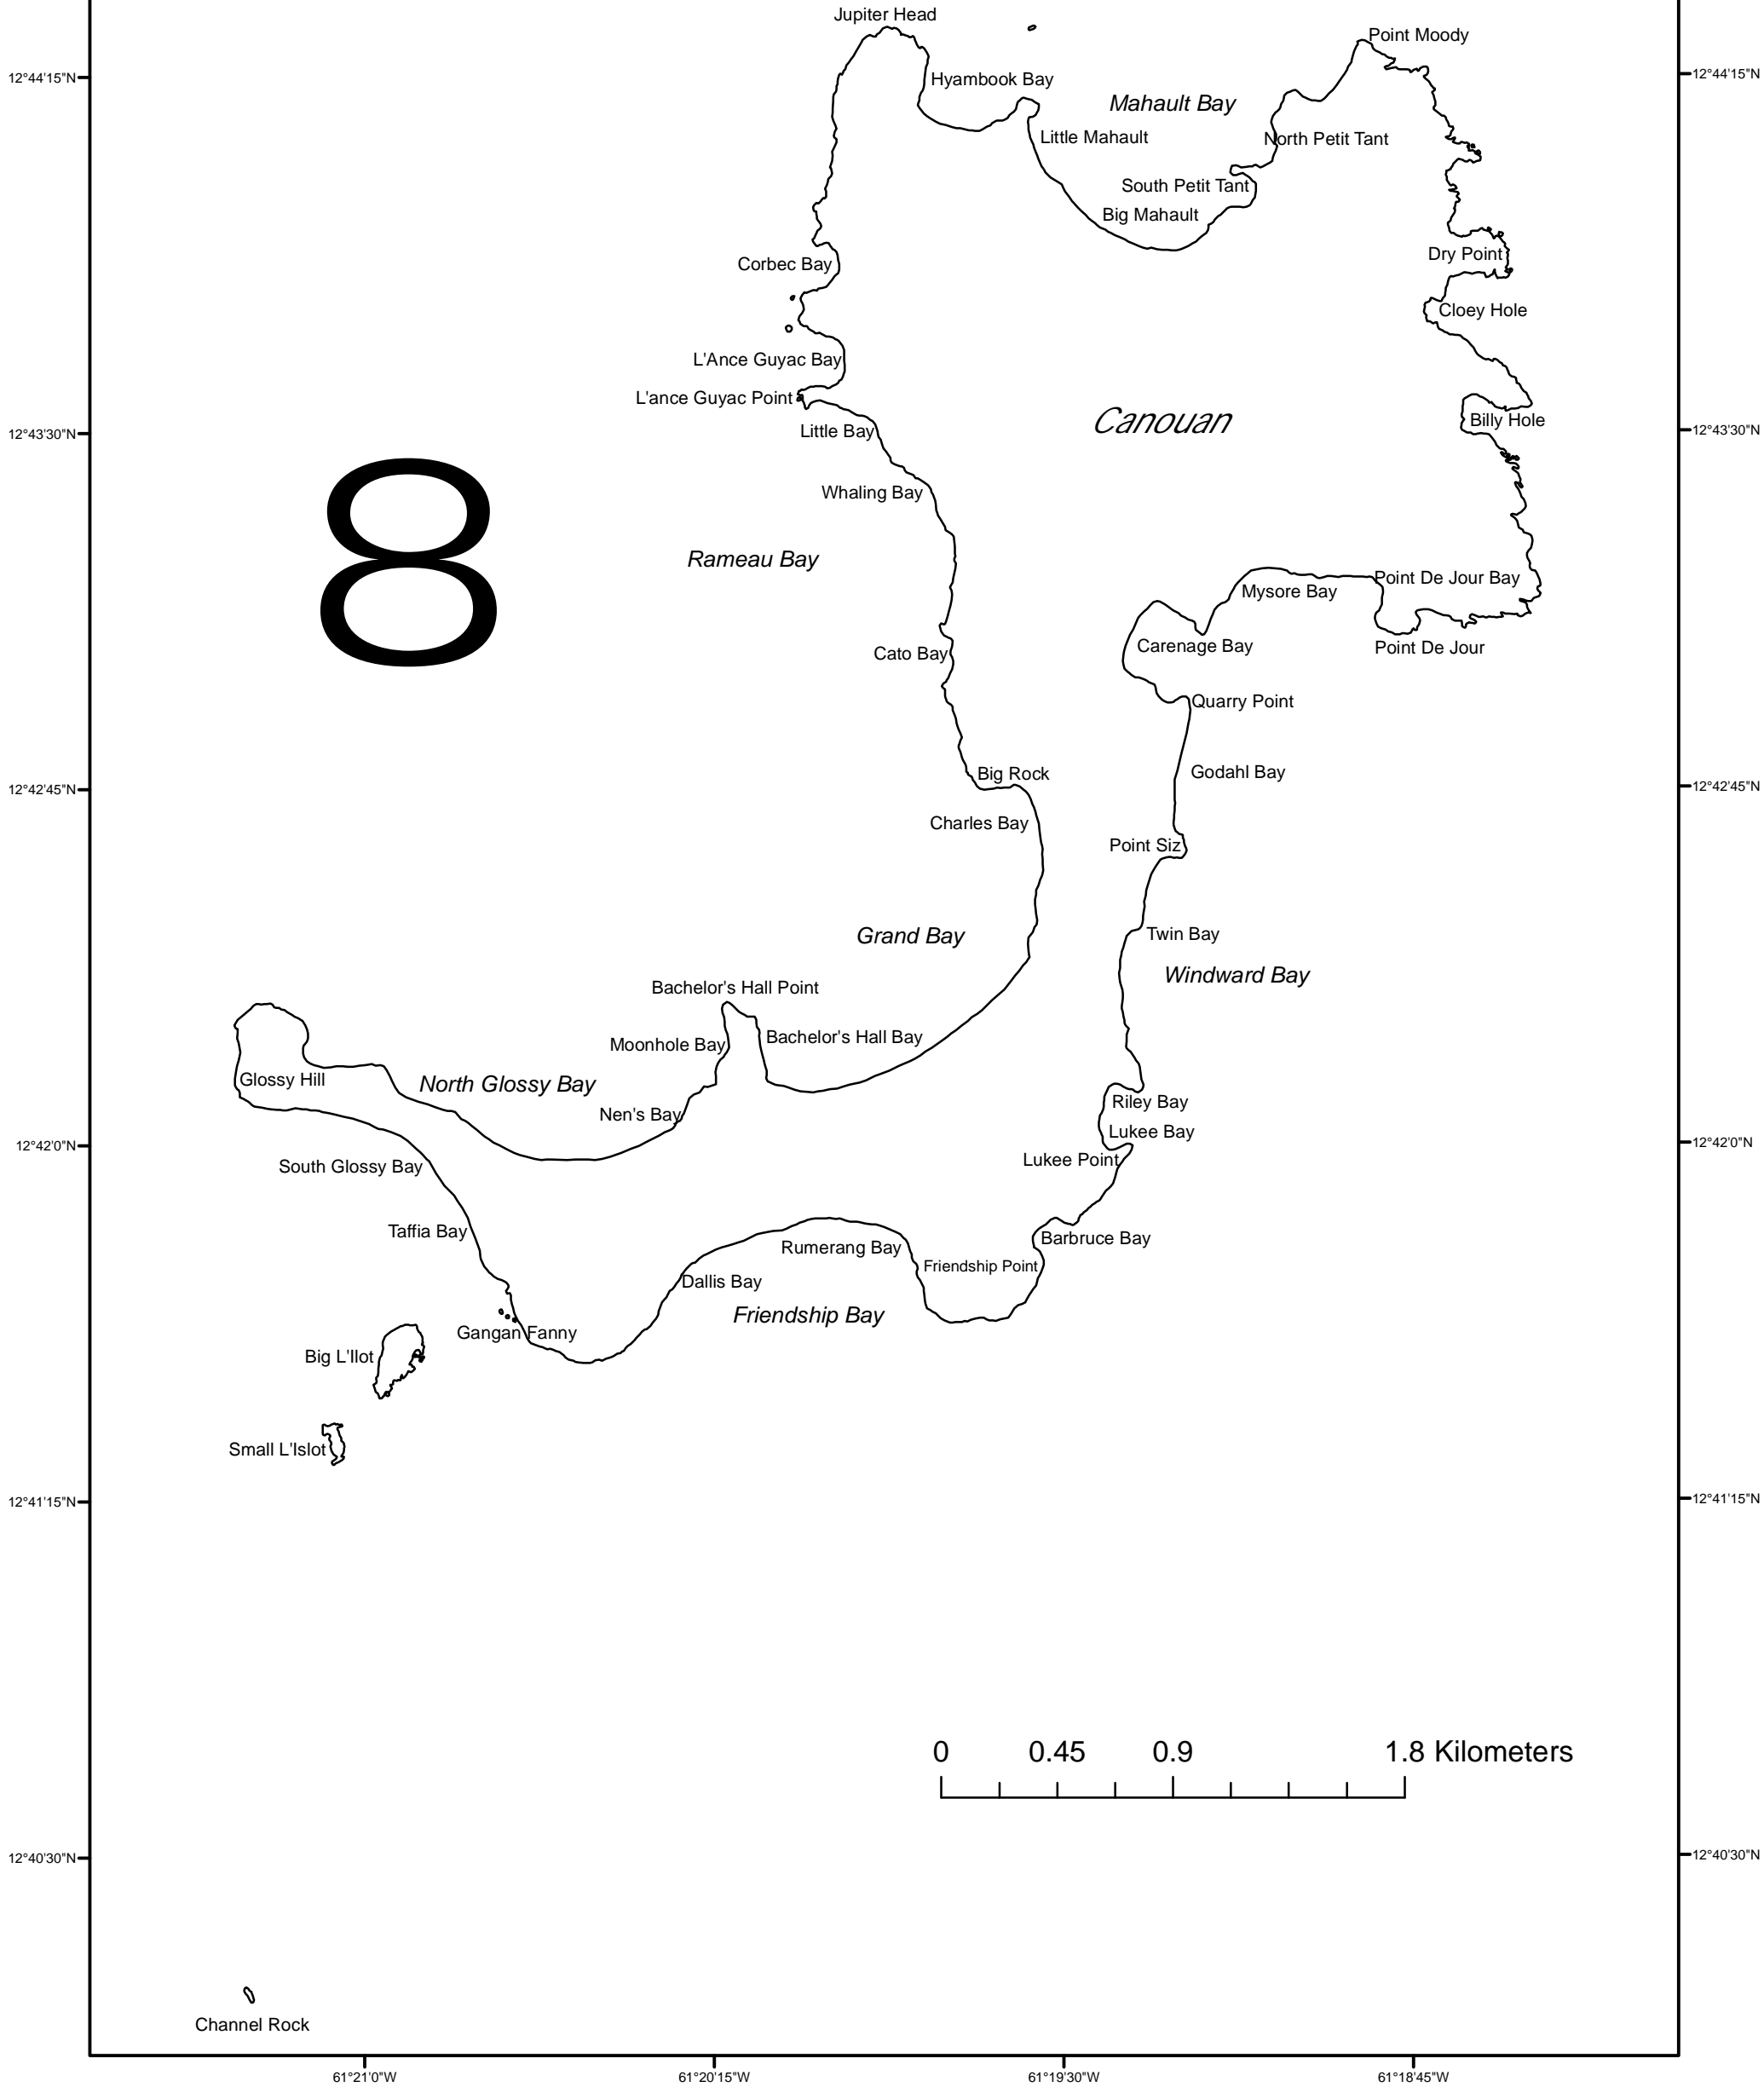 Jupiter Head
Point Moody
12°44'15"N
12°44'15"N
Hyambook Bay
Mahault Bay
Little Mahault
North Petit Tant
South Petit Tant
Big Mahault
Dry Point
Corbec Bay
Cloey Hole
L'Ance Guyac Bay
L'ance Guyac Point
Canouan
Billy Hole
12°43'30"N
Little Bay
12°43'30"N
8
Whaling Bay
Rameau Bay
Point De Jour Bay
Mysore Bay
Carenage Bay
Point De Jour
Cato Bay
Quarry Point
Big Rock
Godahl Bay
12°42'45"N
12°42'45"N
Charles Bay
Point Siz
Grand Bay
Twin Bay
Windward Bay
Bachelor's Hall Point
Bachelor's Hall Bay
Moonhole Bay
Glossy Hill
North Glossy Bay
Riley Bay
Nen's Bay
Lukee Bay
12°42'0"N
12°42'0"N
Lukee Point
South Glossy Bay
Taffia Bay
Barbruce Bay
Rumerang Bay
Friendship Point
Dallis Bay
Friendship Bay
Gangan Fanny
Big L'Ilot
Small L'Islot
12°41'15"N
12°41'15"N
0 0.45 0.9 1.8 Kilometers
12°40'30"N
12°40'30"N
Channel Rock
61°21'0"W
61°20'15"W
61°19'30"W
61°18'45"W